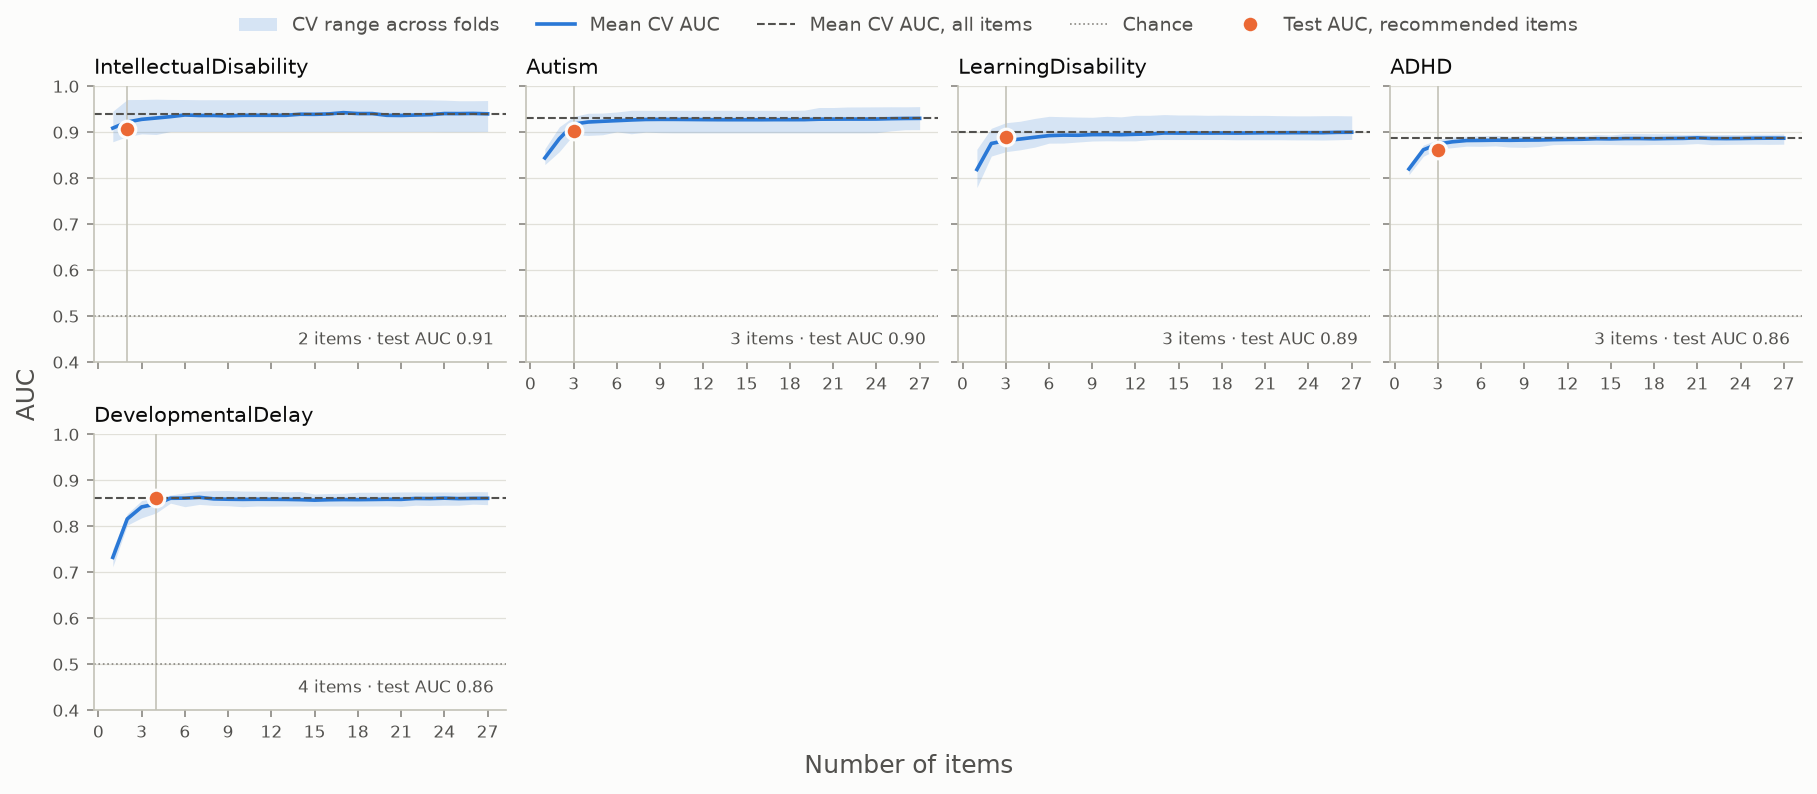 CV range across folds
Mean CV AUC
Mean CV AUC, all items
Chance
Test AUC, recommended items
IntellectualDisability
1.0
0.9
0.8
0.7
0.6
0.5
0.4
2 items · test AUC 0.91
Autism
3 items · test AUC 0.90
0 3 6 9 12 15 18 21 24 27
LearningDisability
3 items · test AUC 0.89
0 3 6 9 12 15 18 21 24 27
ADHD
3 items · test AUC 0.86
0 3 6 9 12 15 18 21 24 27
AUC
DevelopmentalDelay
1.0
0.9
0.8
0.7
0.6
0.5
0.4
4 items · test AUC 0.86
0 3 6 9 12 15 18 21 24 27
Number of items